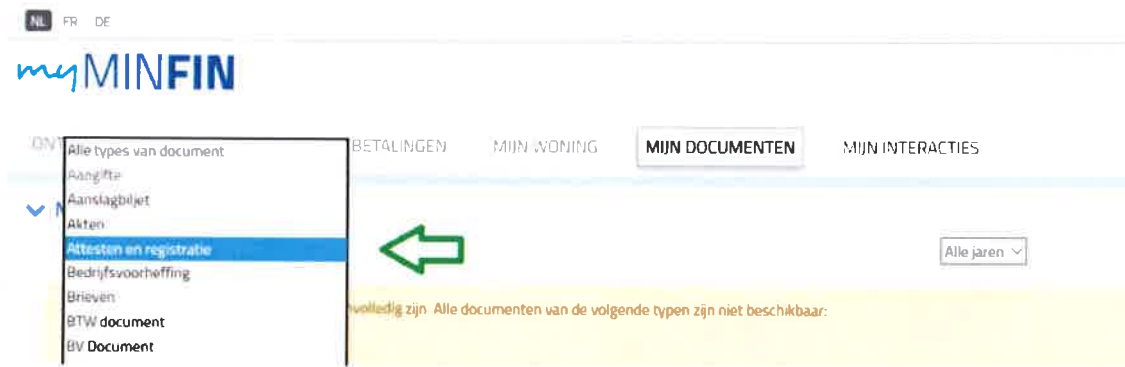 NL FR DE
myMINFIN
BETALINGEN MIJN WONING MIJN DOCUMENTEN MIJN INTERACTIES
Alle types van document
Aangifte
Aanslagbiljet
Akten
Attesten en registratie
Alle jaren
Bedrijfsvoorheffing
Brieven
zijn. Alle documenten van de volgende typen zijn niet beschikbaar:
BTW document
BV Document